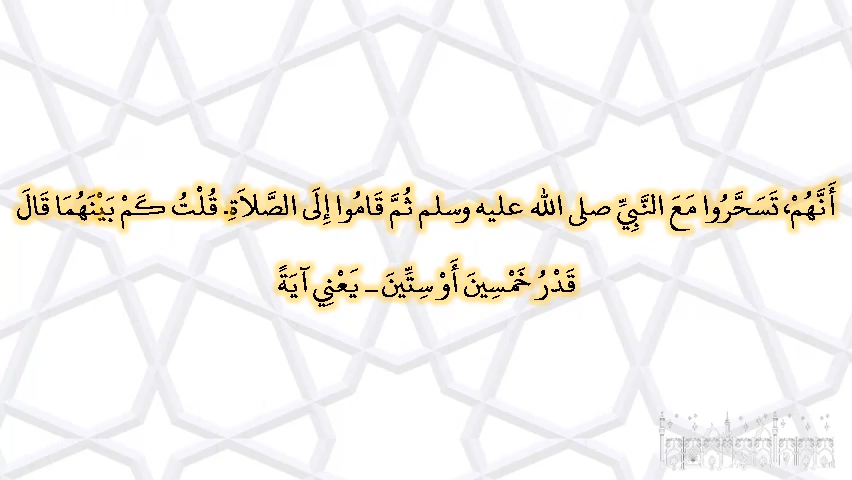 أَنَّهُمْ، تَسَحَّرُوا مَعَ النَّبِيِّ صلى الله عليه وسلم ثُمَّ قَامُوا إِلَى الصَّلاَةِ. قُلْتُ كَمْ بَيْنَهُمَا قَالَ
قَدْرُ خَمْسِينَ أَوْ سِتِّينَ ـ يَعْنِي آيَةً